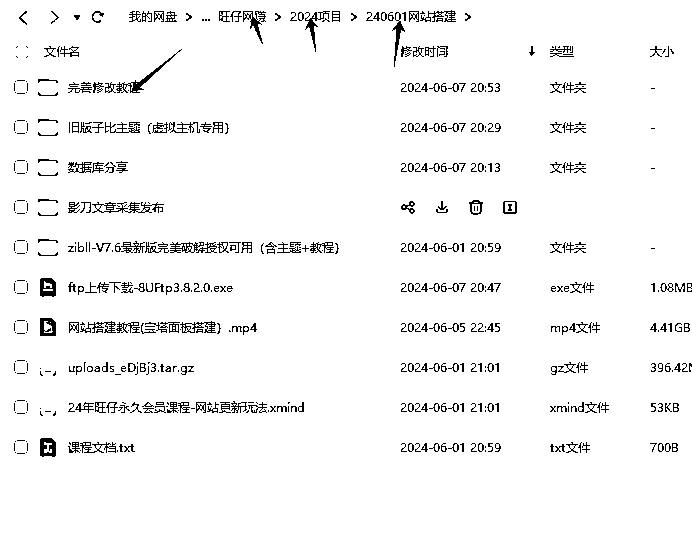 我的网盘 > ... 旺仔网赚 > 2024项目 > 240601网站搭建 >
文件名 修改时间 类型 大小
完善修改教程 2024-06-07 20:53 文件夹 -
旧版子比主题（虚拟主机专用） 2024-06-07 20:29 文件夹 -
数据库分享 2024-06-07 20:13 文件夹 -
影刀文章采集发布
zibll-V7.6最新版完美破解授权可用（含主题+教程） 2024-06-01 20:59 文件夹 -
ftp上传下载-8UFtp3.8.2.0.exe 2024-06-07 20:47 exe文件 1.08MB
网站搭建教程(宝塔面板搭建）.mp4 2024-06-05 22:45 mp4文件 4.41GB
uploads_eDjBj3.tar.gz 2024-06-01 21:01 gz文件 396.42M
24年旺仔永久会员课程-网站更新玩法.xmind 2024-06-01 21:01 xmind文件 53KB
课程文档.txt 2024-06-01 20:59 txt文件 700B